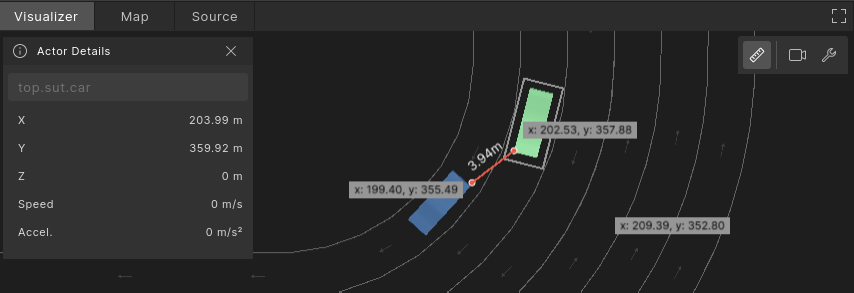 Visualizer Map Source
Actor Details
top.sut.car
X 203.99 m
Y 359.92 m
Z 0 m
Speed 0 m/s
Accel. 0 m/s²
x: 202.53, y: 357.88
3.94m
x: 199.40, y: 355.49
x: 209.39, y: 352.80